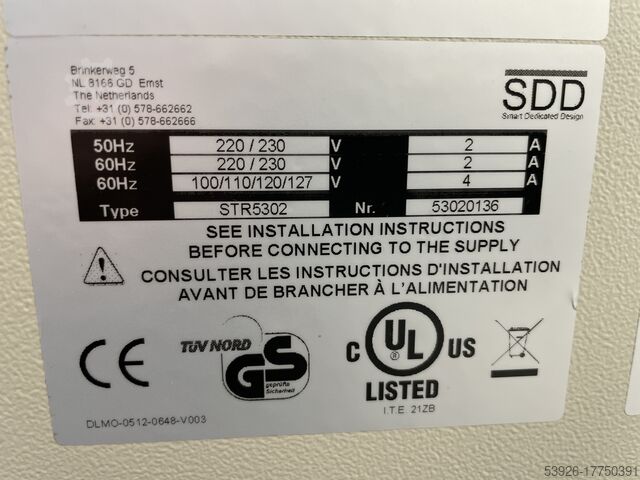 Brinkerweg 5
NL 8166 GD Emst
The Netherlands
Tel: +31 (0) 578-662662
Fax: +31 (0) 578-662666
SDD
Smart Dedicated Design
50Hz 220 / 230 V 2 A
60Hz 220 / 230 V 2 A
60Hz 100/110/120/127 V 4 A
Type STR5302 Nr. 53020136
SEE INSTALLATION INSTRUCTIONS
BEFORE CONNECTING TO THE SUPPLY
CONSULTER LES INSTRUCTIONS D'INSTALLATION
AVANT DE BRANCHER À L'ALIMENTATION
CE
TÜV NORD
GS
geprüfte
Sicherheit
C UL ® US
LISTED
I.T.E. 21ZB
DLMO-0512-0648-V003
53926-17750391